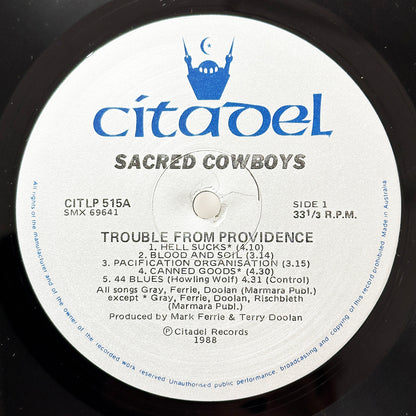 citadel
SACRED COWBOYS
CITLP 515A
SMX 69641
SIDE 1
33 1/3 R.P.M.
TROUBLE FROM PROVIDENCE
1. HELL SUCKS* (4.10)
2. BLOOD AND SOIL (3.14)
3. PACIFICATION ORGANISATION (3.15)
4. CANNED GOODS* (4.30)
5. 44 BLUES (Howling Wolf) 4.31 (Control)
All songs Gray, Ferrie, Doolan (Marmara Publ.)
except * Gray, Ferrie, Doolan, Rischbieth
(Marmara Publ.)
Produced by Mark Ferrie & Terry Doolan
Ⓟ Citadel Records
1988
All rights of the manufacturer and of the owner of the recorded work reserved. Unauthorised public performance, broadcasting and copying of this record prohibited. Made in Australia